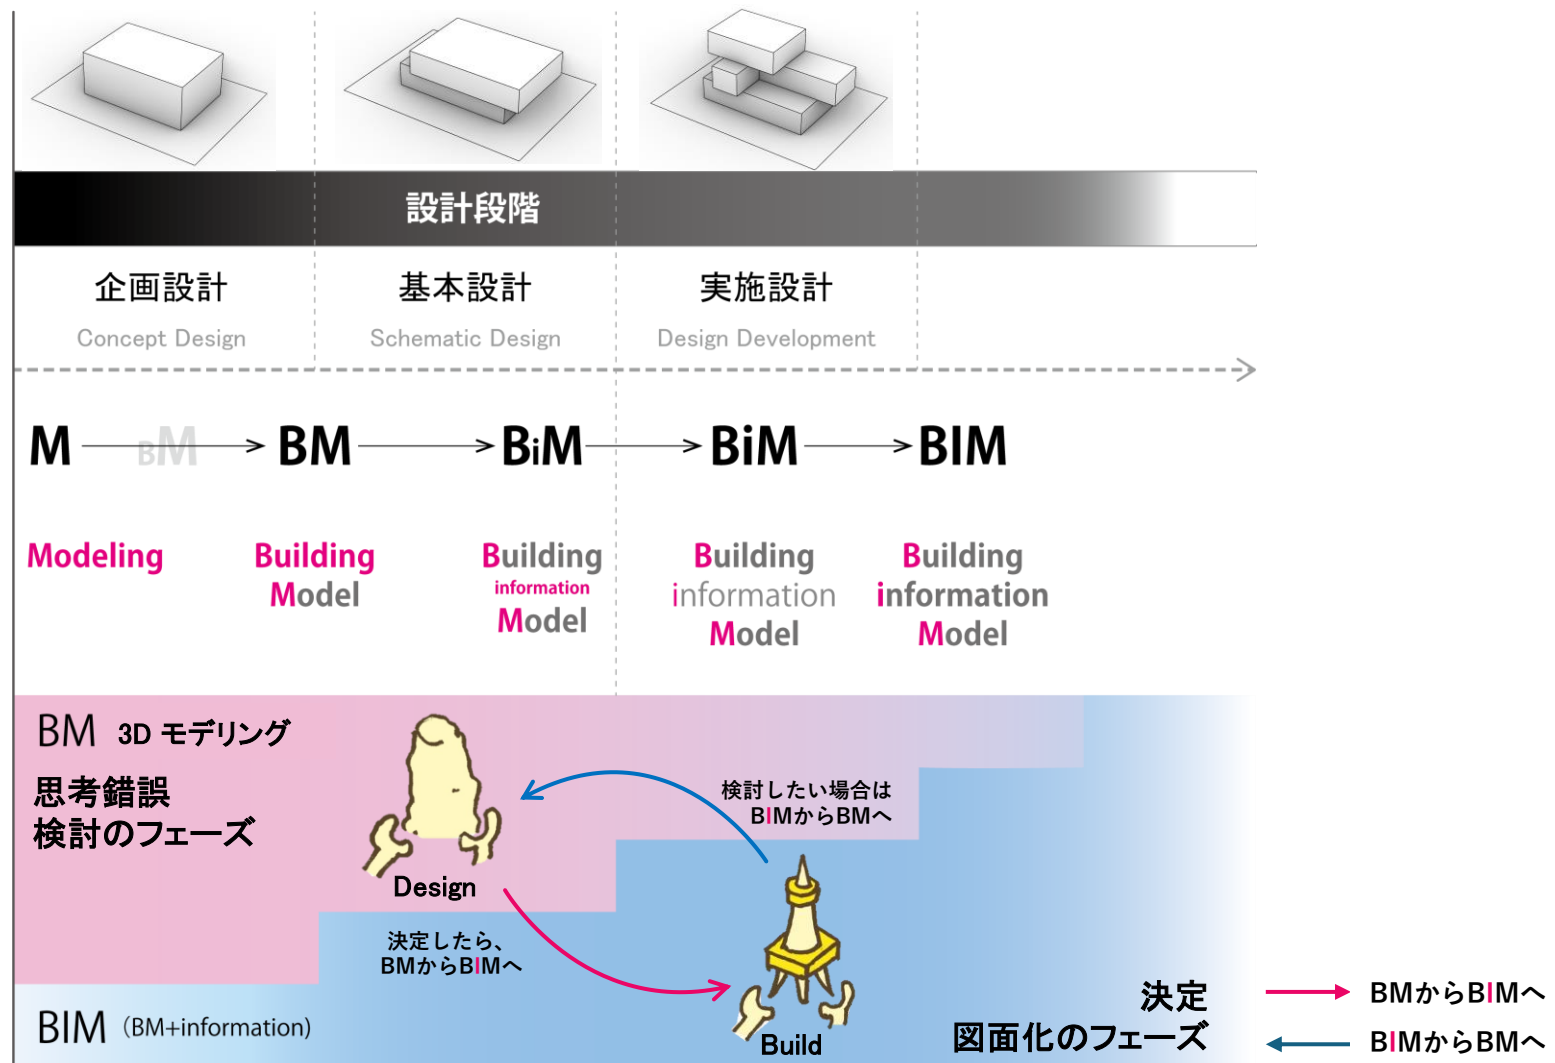 設計段階
企画設計
Concept Design
基本設計
Schematic Design
実施設計
Design Development
M
BM
BM
BiM
BiM
BIM
Modeling
Building
Model
Building
information
Model
Building
information
Model
Building
information
Model
BM 3D モデリング
思考錯誤
検討のフェーズ
Design
検討したい場合は
BIMからBMへ
決定したら、
BMからBIMへ
Build
BIM (BM+information)
決定
図面化のフェーズ
BMからBIMへ
BIMからBMへ